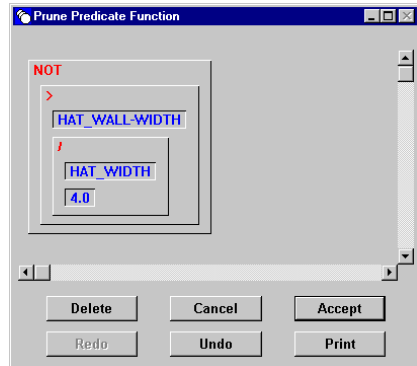 Prune Predicate Function
NOT
>
HAT_WALL-WIDTH
/
HAT_WIDTH
4.0
Delete
Cancel
Accept
Redo
Undo
Print